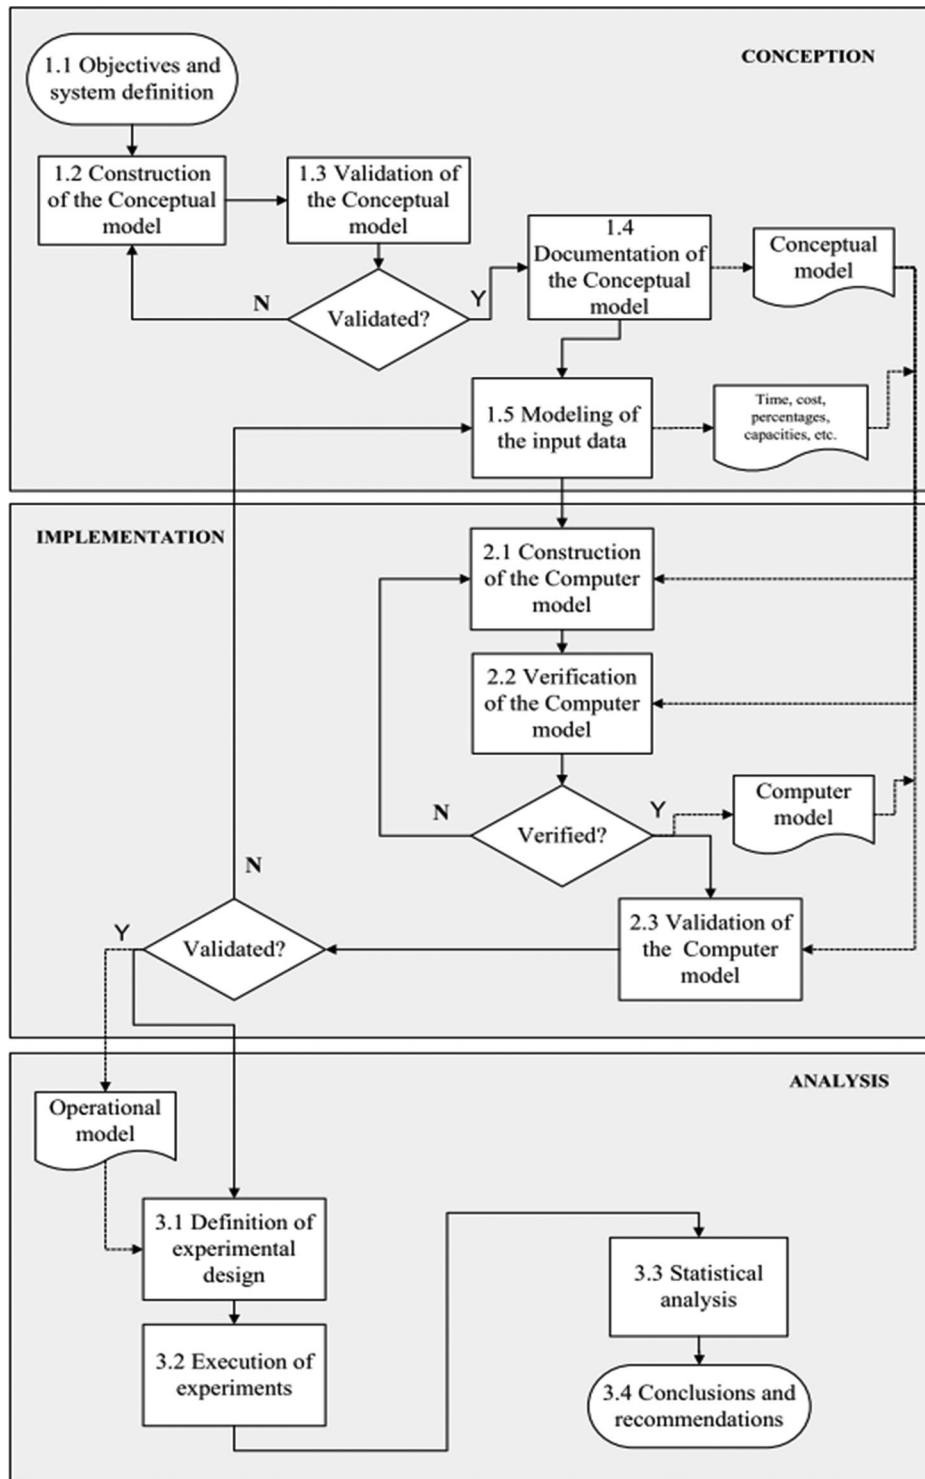 CONCEPTION
1.1 Objectives and
system definition
1.2 Construction
of the Conceptual
model
1.3 Validation of
the Conceptual
model
Validated?
N
Y
1.4
Documentation of
the Conceptual
model
Conceptual
model
1.5 Modeling of
the input data
Time, cost,
percentages,
capacities, etc.
IMPLEMENTATION
2.1 Construction
of the Computer
model
2.2 Verification
of the Computer
model
Verified?
N
Y
Computer
model
2.3 Validation of
the Computer
model
Validated?
N
Y
ANALYSIS
Operational
model
3.1 Definition of
experimental
design
3.2 Execution of
experiments
3.3 Statistical
analysis
3.4 Conclusions and
recommendations